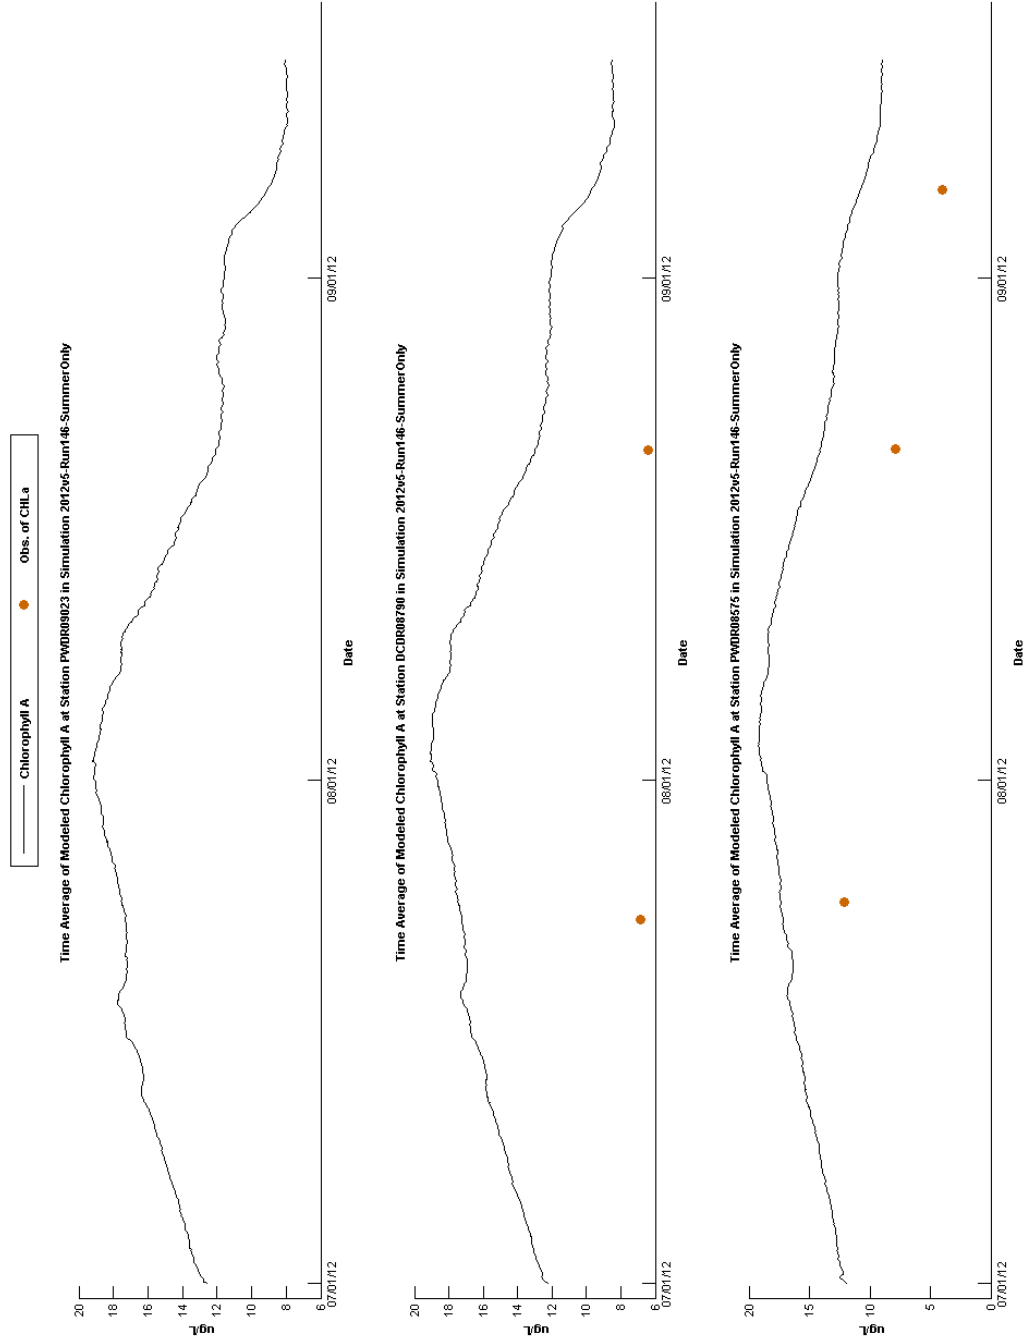 Chlorophyll A
Obs. of CHLa
Time Average of Modeled Chlorophyll A at Station PWDR09023 in Simulation 2012v5-Run146-SummerOnly
ug/L
20
18
16
14
12
10
8
6
07/01/12
08/01/12
09/01/12
Date
Time Average of Modeled Chlorophyll A at Station DCDR08790 in Simulation 2012v5-Run146-SummerOnly
ug/L
20
18
16
14
12
10
8
6
07/01/12
08/01/12
09/01/12
Date
Time Average of Modeled Chlorophyll A at Station PWDR08575 in Simulation 2012v5-Run146-SummerOnly
ug/L
20
15
10
5
0
07/01/12
08/01/12
09/01/12
Date